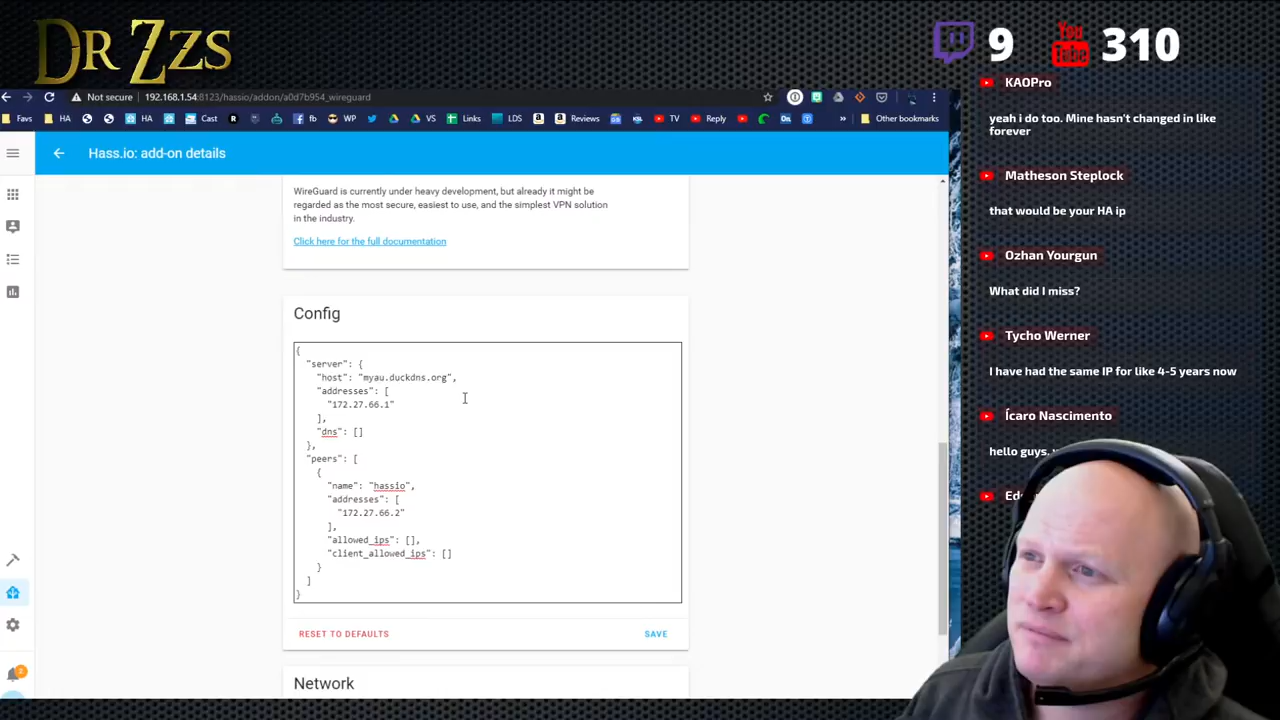 DR ZZS
9
You Tube
310
Not secure
192.168.1.54:8123/hassio/addon/a0d7b954_wireguard
Favs
HA
HA
Cast
R
fb
WP
VS
Links
LDS
Reviews
TV
Reply
Other bookmarks
Hass.io: add-on details
WireGuard is currently under heavy development, but already it might be
regarded as the most secure, easiest to use, and the simplest VPN solution
in the industry.
Click here for the full documentation
Config
{
"server": {
"host": "myau.duckdns.org",
"addresses": [
"172.27.66.1"
],
"dns": []
},
"peers": [
{
"name": "hassio",
"addresses": [
"172.27.66.2"
],
"allowed_ips": [],
"client_allowed_ips": []
}
]
}
RESET TO DEFAULTS
SAVE
Network
2
KAOPro
yeah i do too. Mine hasn't changed in like
forever
Matheson Steplock
that would be your HA ip
Ozhan Yourgun
What did I miss?
Tycho Werner
I have had the same IP for like 4-5 years now
Ícaro Nascimento
hello guys.